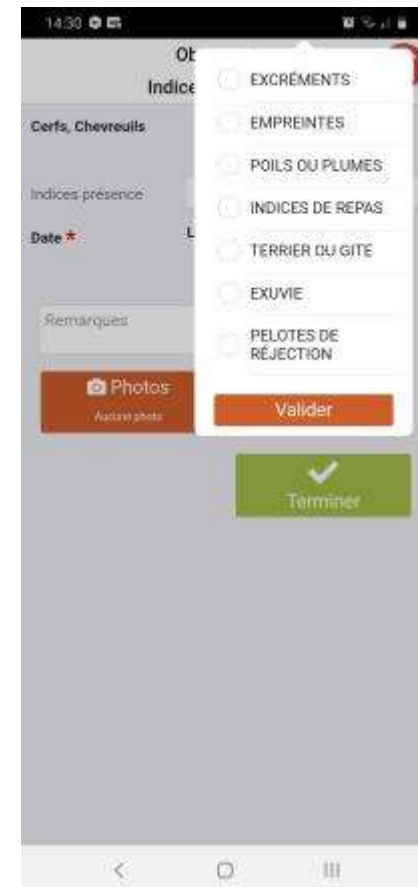 14:30
Ob
Indice
Cerfs, Chevreuils
Indices présence
Date *
L
Remarques
Photos
Aucune photo
EXCRÉMENTS
EMPREINTES
POILS OU PLUMES
INDICES DE REPAS
TERRIER OU GITE
EXUVIE
PELOTES DE
RÉJECTION
Valider
Terminer